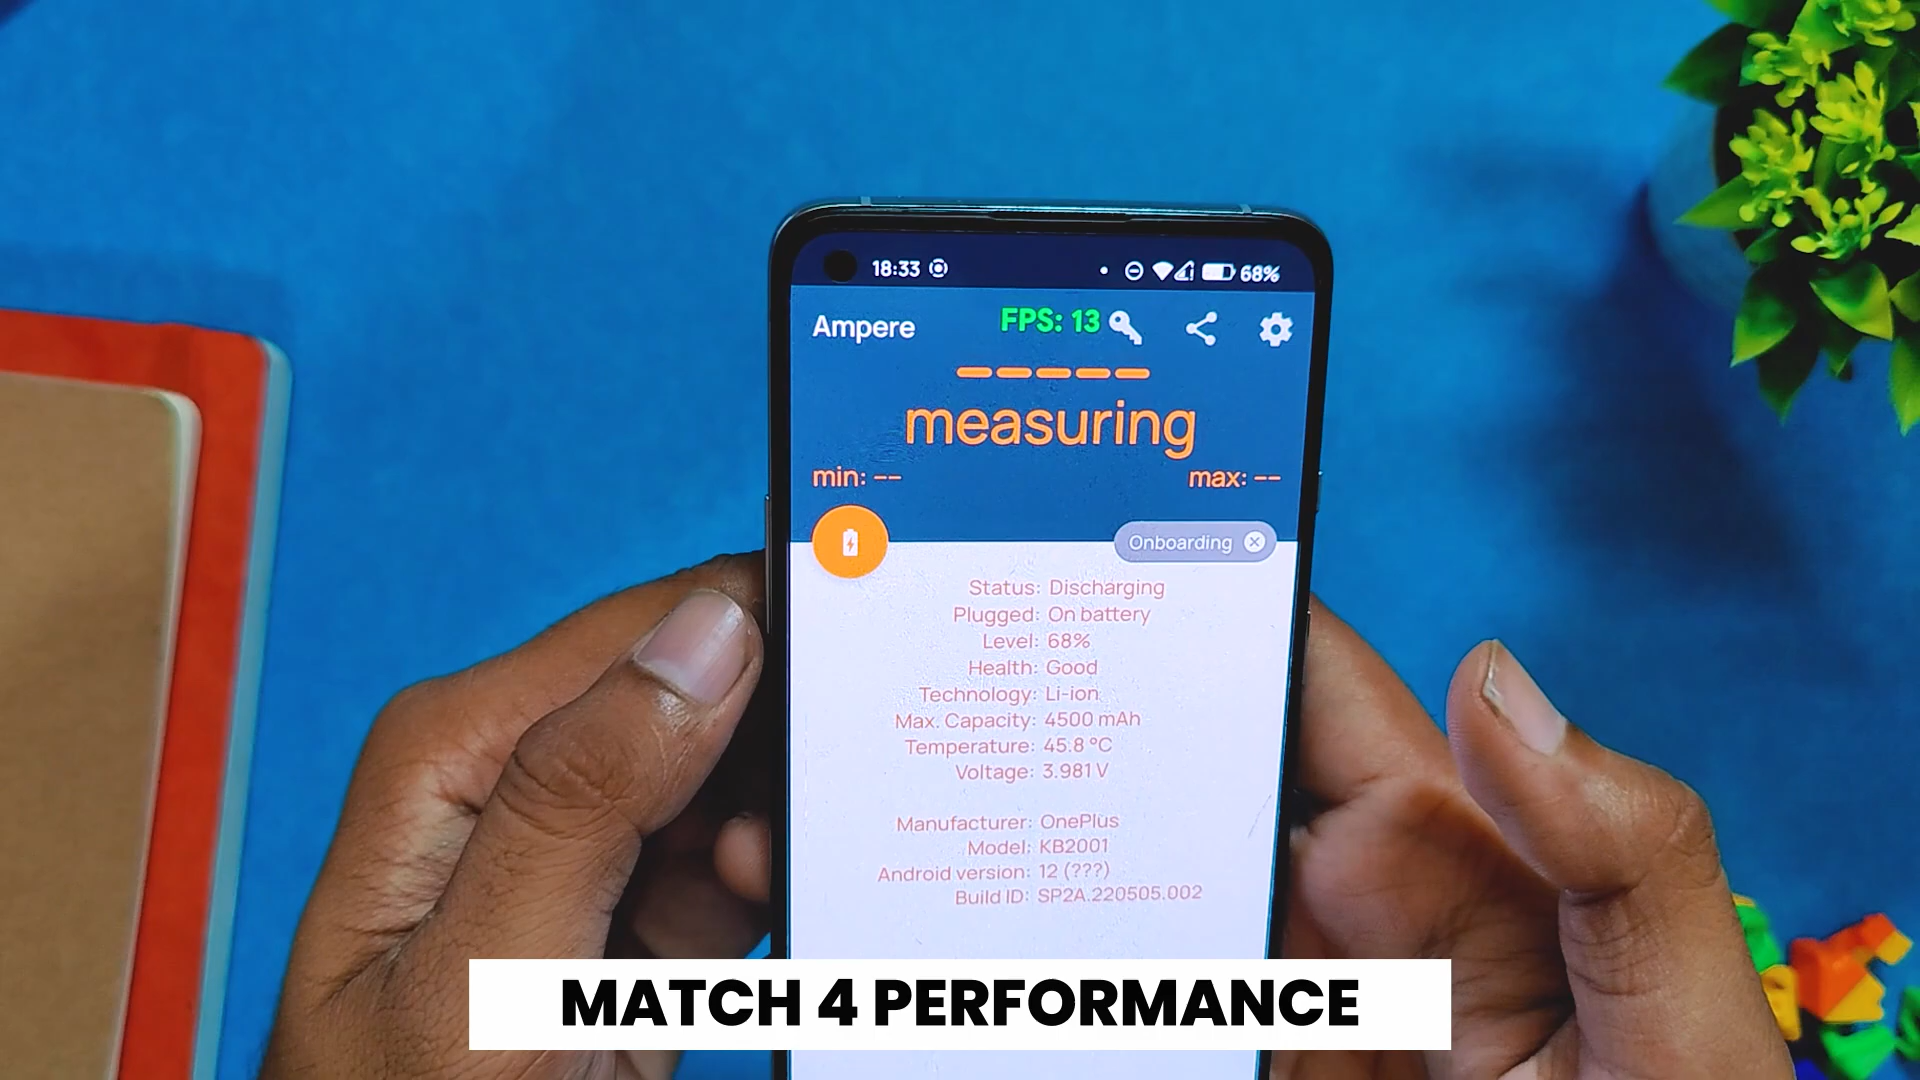 18:33 68%
Ampere FPS: 13
measuring
min: -- max: --
Onboarding
Status: Discharging
Plugged: On battery
Level: 68%
Health: Good
Technology: Li-ion
Max. Capacity: 4500 mAh
Temperature: 45.8 °C
Voltage: 3.981 V
Manufacturer: OnePlus
Model: KB2001
Android version: 12 (???)
Build ID: SP2A.220505.002
MATCH 4 PERFORMANCE